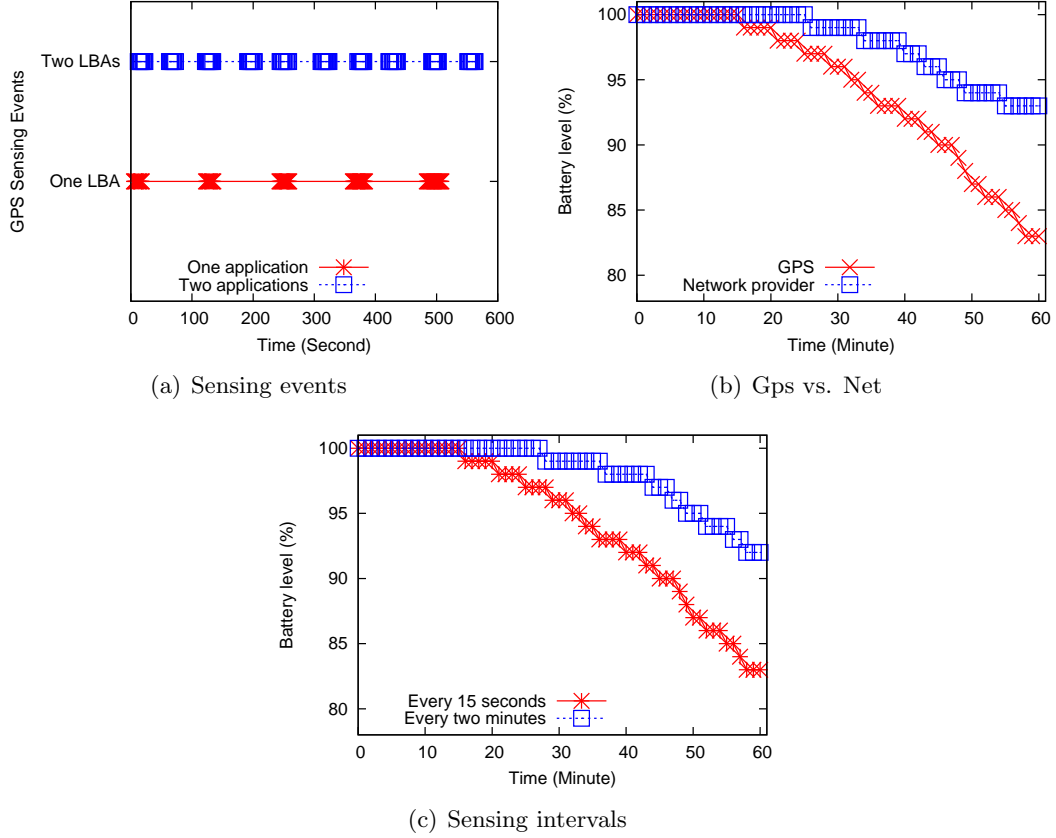 GPS Sensing Events
Two LBAs
One LBA
One application
Two applications
0 100 200 300 400 500 600
Time (Second)
(a) Sensing events
Battery level (%)
100
95
90
85
80
GPS
Network provider
0 10 20 30 40 50 60
Time (Minute)
(b) Gps vs. Net
Battery level (%)
100
95
90
85
80
Every 15 seconds
Every two minutes
0 10 20 30 40 50 60
Time (Minute)
(c) Sensing intervals